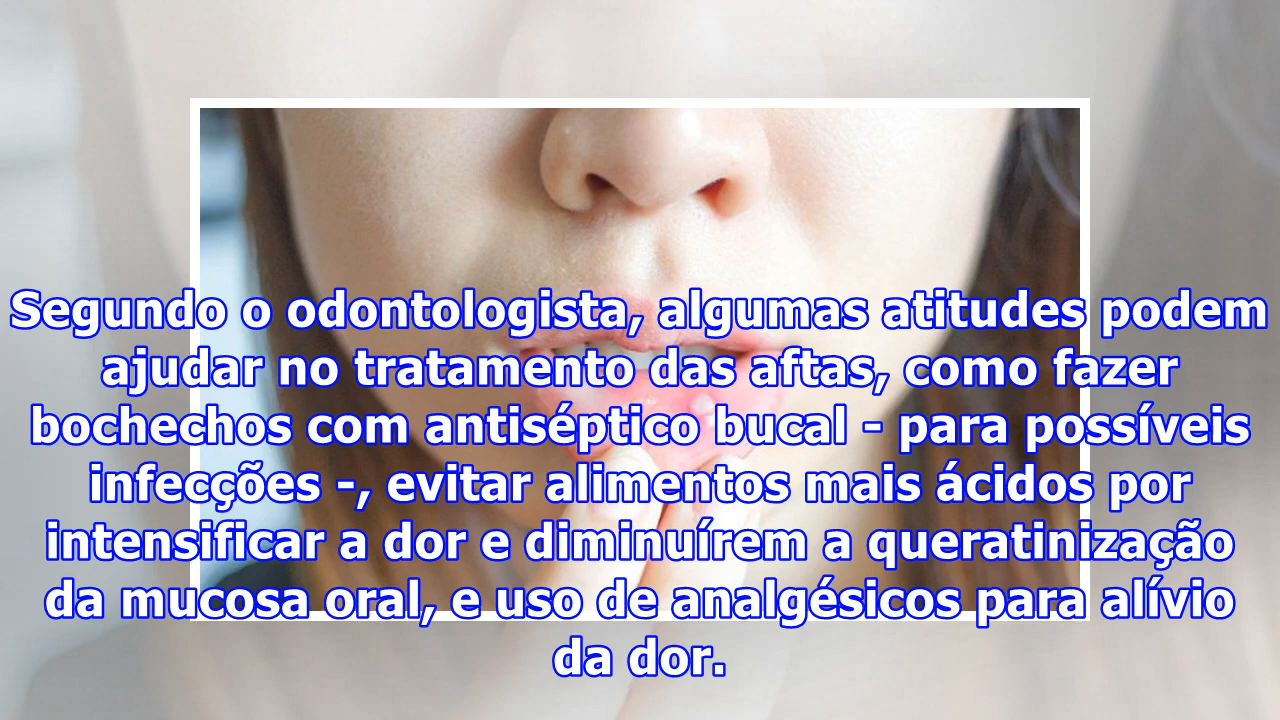 Segundo o odontologista, algumas atitudes podem
ajudar no tratamento das aftas, como fazer
bochechos com antiséptico bucal - para possíveis
infecções -, evitar alimentos mais ácidos por
intensificar a dor e diminuírem a queratinização
da mucosa oral, e uso de analgésicos para alívio
da dor.